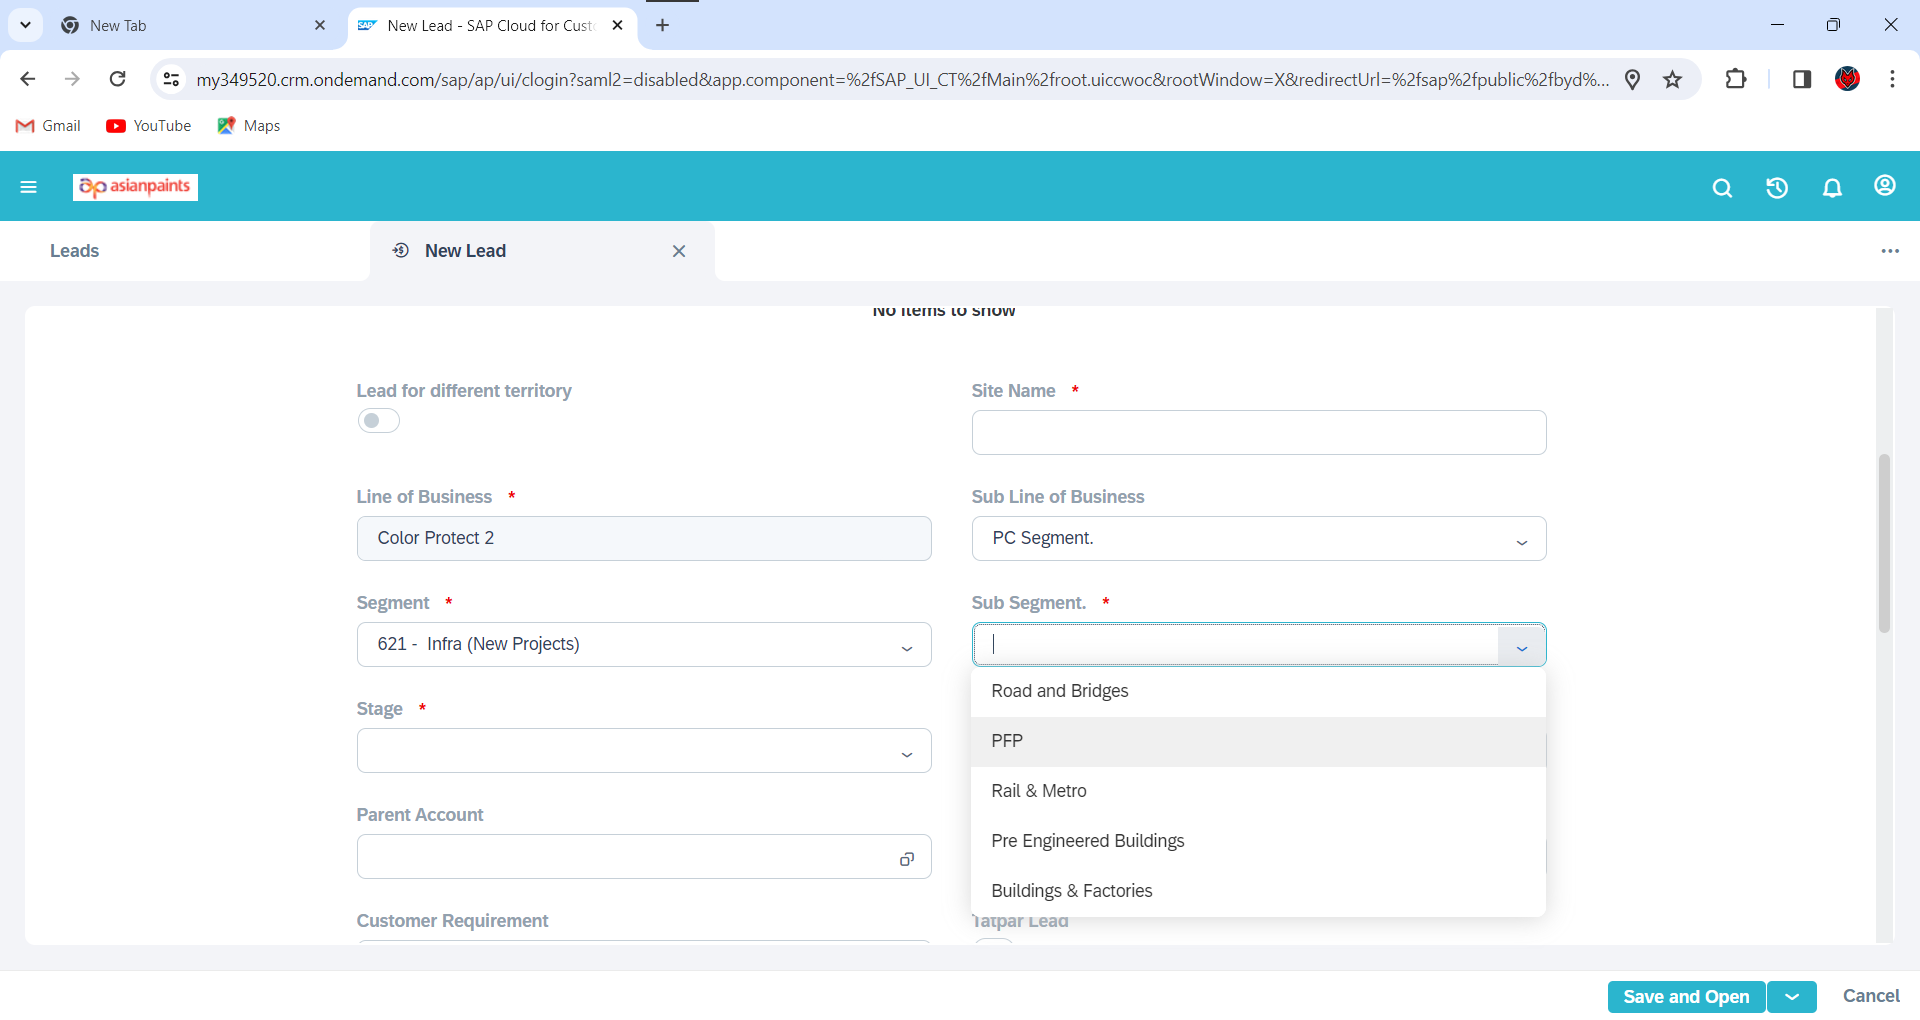 New Tab
New Lead - SAP Cloud for Cust
my349520.crm.ondemand.com/sap/ap/ui/clogin?saml2=disabled&app.component=%2fSAP_UI_CT%2fMain%2froot.uiccwoc&rootWindow=X&redirectUrl=%2fsap%2fpublic%2fbyd%...
Gmail YouTube Maps
asianpaints
Leads New Lead
No items to show
Lead for different territory
Site Name *
Line of Business * Sub Line of Business
Color Protect 2 PC Segment.
Segment * Sub Segment. *
621 - Infra (New Projects)
Road and Bridges
Stage *
PFP
Rail & Metro
Parent Account
Pre Engineered Buildings
Buildings & Factories
Customer Requirement Tatpar Lead
Save and Open Cancel